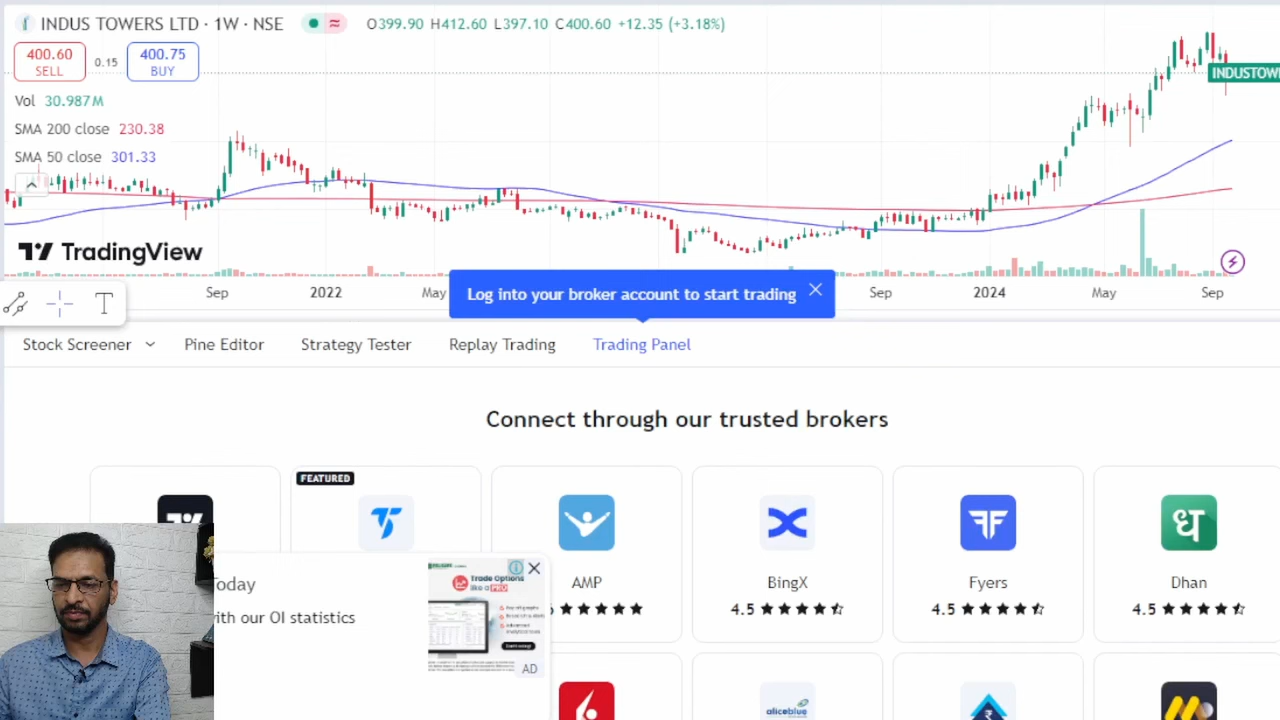 INDUS TOWERS LTD · 1W · NSE
O399.90 H412.60 L397.10 C400.60 +12.35 (+3.18%)
400.60
SELL
0.15
400.75
BUY
INDUSTOW
Vol 30.987M
SMA 200 close 230.38
SMA 50 close 301.33
TradingView
Sep 2022 May Sep 2024 May Sep
Log into your broker account to start trading
Stock Screener Pine Editor Strategy Tester Replay Trading Trading Panel
Connect through our trusted brokers
FEATURED
ध
AMP BingX Fyers Dhan
4.5 4.5 4.5
oday
with our OI statistics
Trade Options
like a PRO
AD
aliceblue